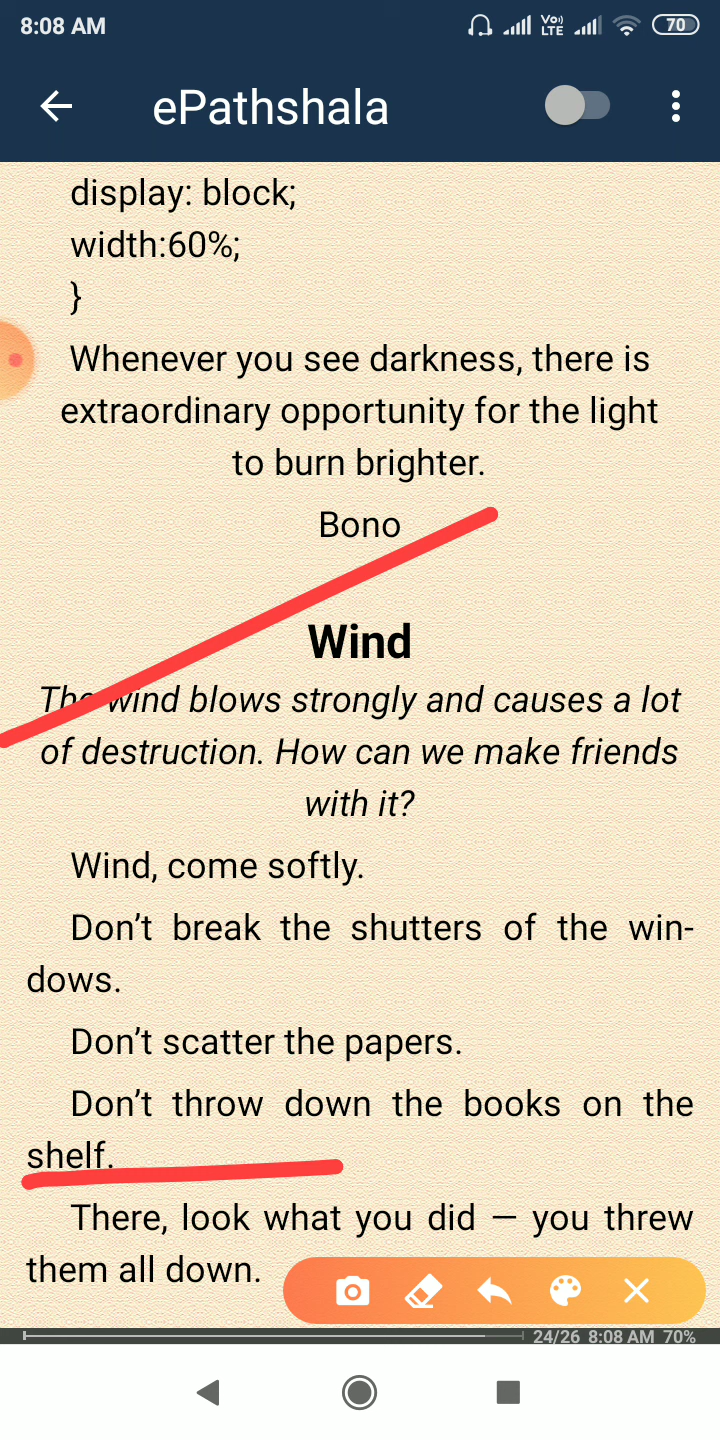 8:08 AM
Vo))
LTE
70
ePathshala
display: block;
width:60%;
}
Whenever you see darkness, there is
extraordinary opportunity for the light
to burn brighter.
Bono
Wind
The wind blows strongly and causes a lot
of destruction. How can we make friends
with it?
Wind, come softly.
Don’t break the shutters of the win-
dows.
Don’t scatter the papers.
Don’t throw down the books on the
shelf.
There, look what you did — you threw
them all down.
24/26 8:08 AM 70%